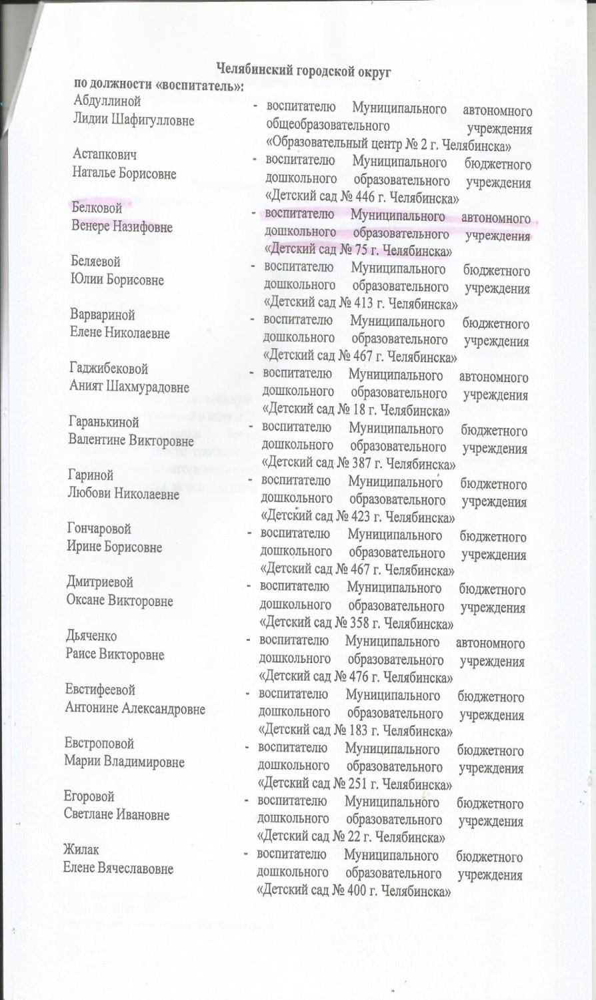 Челябинский городской округ
по должности «воспитатель»:
Абдуллиной
Лидии Шафигулловне
- воспитателю Муниципального автономного
общеобразовательного учреждения
«Образовательный центр № 2 г. Челябинска»
Астапкович
Наталье Борисовне
- воспитателю Муниципального бюджетного
дошкольного образовательного учреждения
«Детский сад № 446 г. Челябинска»
Белковой
Венере Назифовне
- воспитателю Муниципального автономного
дошкольного образовательного учреждения
«Детский сад № 75 г. Челябинска»
Беляевой
Юлии Борисовне
- воспитателю Муниципального бюджетного
дошкольного образовательного учреждения
«Детский сад № 413 г. Челябинска»
Варвариной
Елене Николаевне
- воспитателю Муниципального бюджетного
дошкольного образовательного учреждения
«Детский сад № 467 г. Челябинска»
Гаджибековой
Аният Шахмурадовне
- воспитателю Муниципального автономного
дошкольного образовательного учреждения
«Детский сад № 18 г. Челябинска»
Гаранькиной
Валентине Викторовне
- воспитателю Муниципального бюджетного
дошкольного образовательного учреждения
«Детский сад № 387 г. Челябинска»
Гариной
Любови Николаевне
- воспитателю Муниципального бюджетного
дошкольного образовательного учреждения
«Детский сад № 423 г. Челябинска»
Гончаровой
Ирине Борисовне
- воспитателю Муниципального бюджетного
дошкольного образовательного учреждения
«Детский сад № 467 г. Челябинска»
Дмитриевой
Оксане Викторовне
- воспитателю Муниципального бюджетного
дошкольного образовательного учреждения
«Детский сад № 358 г. Челябинска»
Дьяченко
Раисе Викторовне
- воспитателю Муниципального автономного
дошкольного образовательного учреждения
«Детский сад № 476 г. Челябинска»
Евстифеевой
Антонине Александровне
- воспитателю Муниципального бюджетного
дошкольного образовательного учреждения
«Детский сад № 183 г. Челябинска»
Евстроповой
Марии Владимировне
- воспитателю Муниципального бюджетного
дошкольного образовательного учреждения
«Детский сад № 251 г. Челябинска»
Егоровой
Светлане Ивановне
- воспитателю Муниципального бюджетного
дошкольного образовательного учреждения
«Детский сад № 22 г. Челябинска»
Жилак
Елене Вячеславовне
- воспитателю Муниципального бюджетного
дошкольного образовательного учреждения
«Детский сад № 400 г. Челябинска»